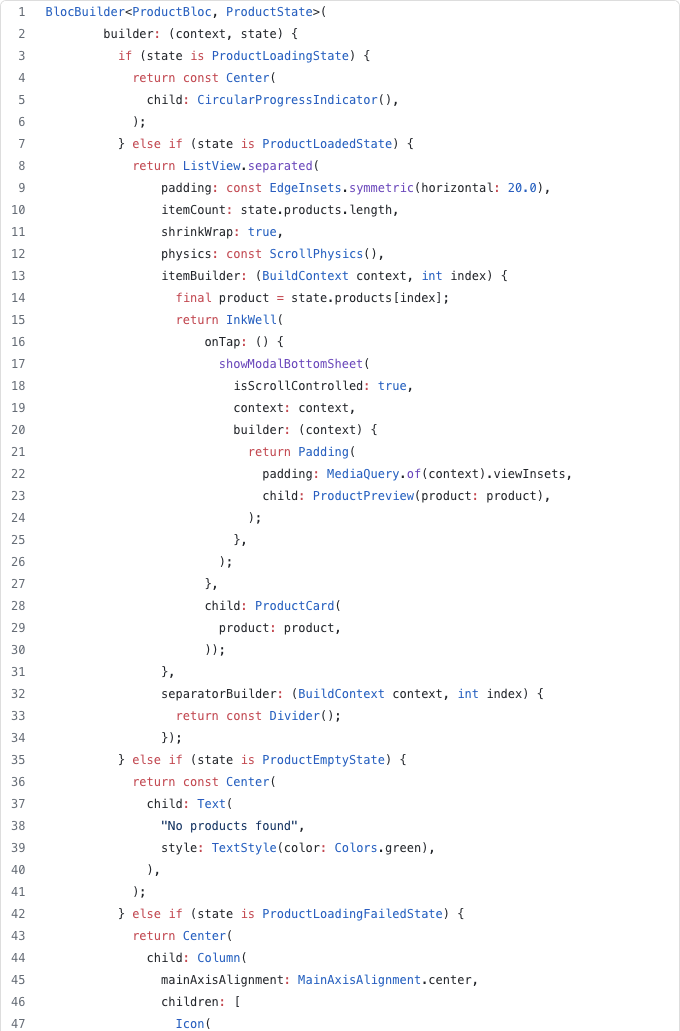 1 BlocBuilder<ProductBloc, ProductState>(
2         builder: (context, state) {
3           if (state is ProductLoadingState) {
4             return const Center(
5               child: CircularProgressIndicator(),
6             );
7           } else if (state is ProductLoadedState) {
8             return ListView.separated(
9                 padding: const EdgeInsets.symmetric(horizontal: 20.0),
10                 itemCount: state.products.length,
11                 shrinkWrap: true,
12                 physics: const ScrollPhysics(),
13                 itemBuilder: (BuildContext context, int index) {
14                   final product = state.products[index];
15                   return InkWell(
16                       onTap: () {
17                         showModalBottomSheet(
18                           isScrollControlled: true,
19                           context: context,
20                           builder: (context) {
21                             return Padding(
22                               padding: MediaQuery.of(context).viewInsets,
23                               child: ProductPreview(product: product),
24                             );
25                           },
26                         );
27                       },
28                       child: ProductCard(
29                         product: product,
30                       ));
31                 },
32                 separatorBuilder: (BuildContext context, int index) {
33                   return const Divider();
34                 });
35           } else if (state is ProductEmptyState) {
36             return const Center(
37               child: Text(
38                 "No products found",
39                 style: TextStyle(color: Colors.green),
40               ),
41             );
42           } else if (state is ProductLoadingFailedState) {
43             return Center(
44               child: Column(
45                 mainAxisAlignment: MainAxisAlignment.center,
46                 children: [
47                   Icon(